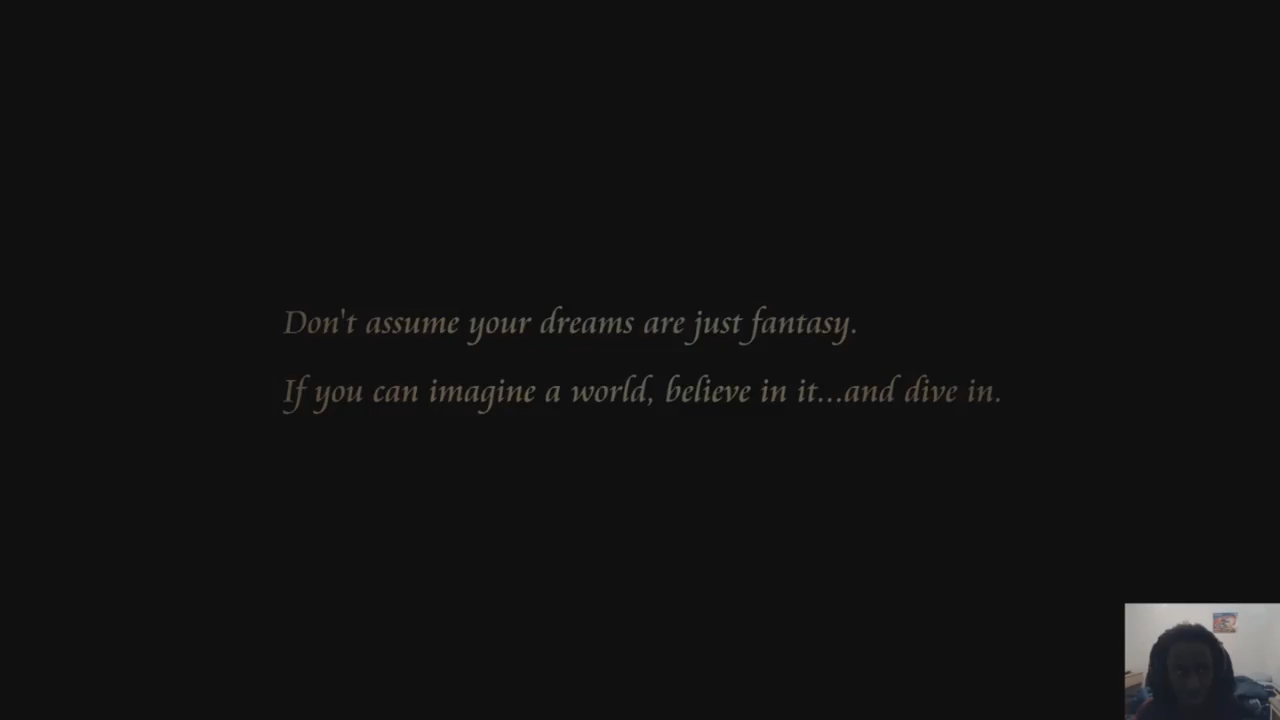 Don't assume your dreams are just fantasy.
If you can imagine a world, believe in it...and dive in.